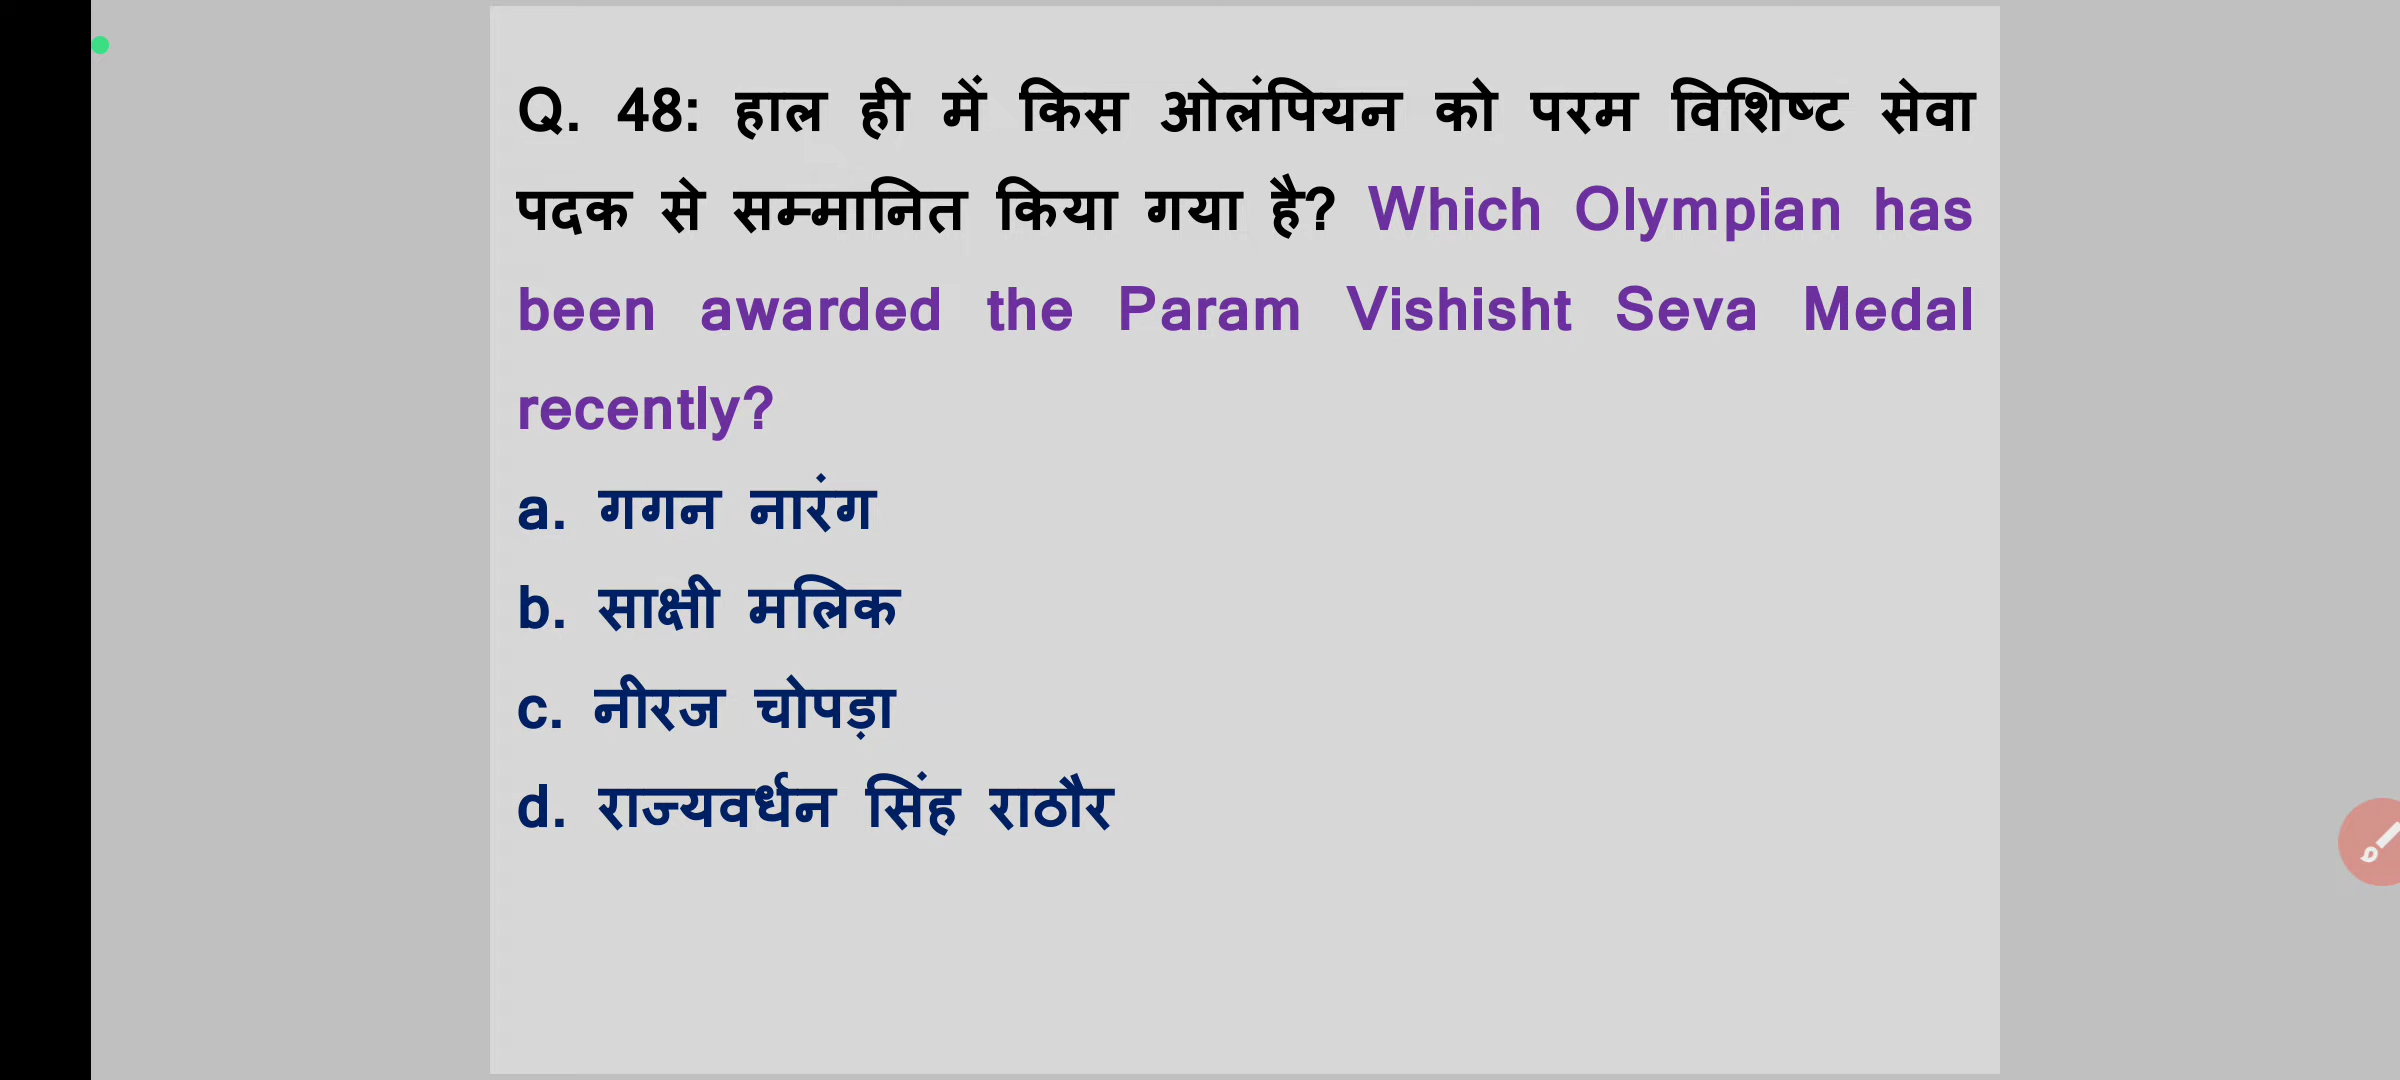 Q. 48: हाल ही में किस ओलंपियन को परम विशिष्ट सेवा
पदक से सम्मानित किया गया है? Which Olympian has
been awarded the Param Vishisht Seva Medal
recently?
a. गगन नारंग
b. साक्षी मलिक
c. नीरज चोपड़ा
d. राज्यवर्धन सिंह राठौर